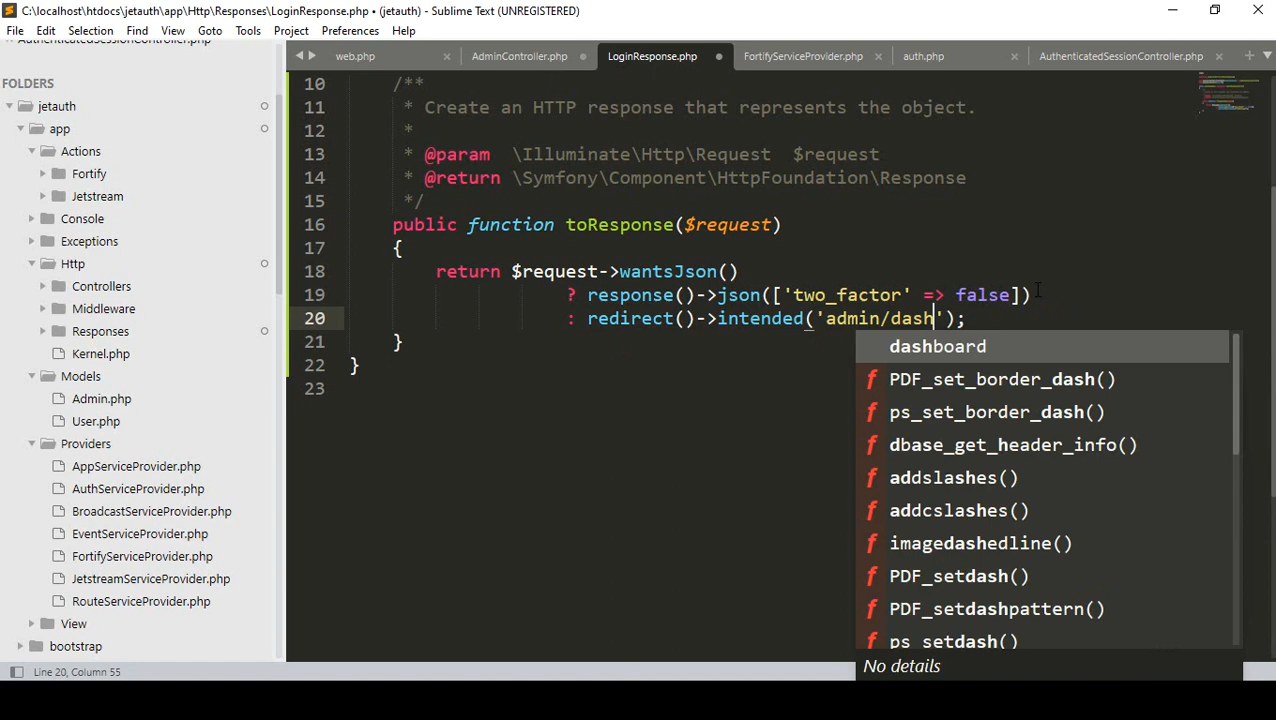 C:\localhost\htdocs\jetauth\app\Http\Responses\LoginResponse.php • (jetauth) - Sublime Text (UNREGISTERED)
File Edit Selection Find View Goto Tools Project Preferences Help
AuthenticatedSessionController.php
web.php AdminController.php LoginResponse.php FortifyServiceProvider.php auth.php AuthenticatedSessionController.php
FOLDERS
jetauth
app
Actions
Fortify
Jetstream
Console
Exceptions
Http
Controllers
Middleware
Responses
Kernel.php
Models
Admin.php
User.php
Providers
AppServiceProvider.php
AuthServiceProvider.php
BroadcastServiceProvider.php
EventServiceProvider.php
FortifyServiceProvider.php
JetstreamServiceProvider.php
RouteServiceProvider.php
View
bootstrap
10 /**
11 * Create an HTTP response that represents the object.
12 *
13 * @param \Illuminate\Http\Request $request
14 * @return \Symfony\Component\HttpFoundation\Response
15 */
16 public function toResponse($request)
17 {
18 return $request->wantsJson()
19 ? response()->json(['two_factor' => false])
20 : redirect()->intended('admin/dash');
21 }
22 }
23
dashboard
f PDF_set_border_dash()
f ps_set_border_dash()
f dbase_get_header_info()
f addslashes()
f addcslashes()
f imagedashedline()
f PDF_setdash()
f PDF_setdashpattern()
f ps_setdash()
No details
Line 20, Column 55